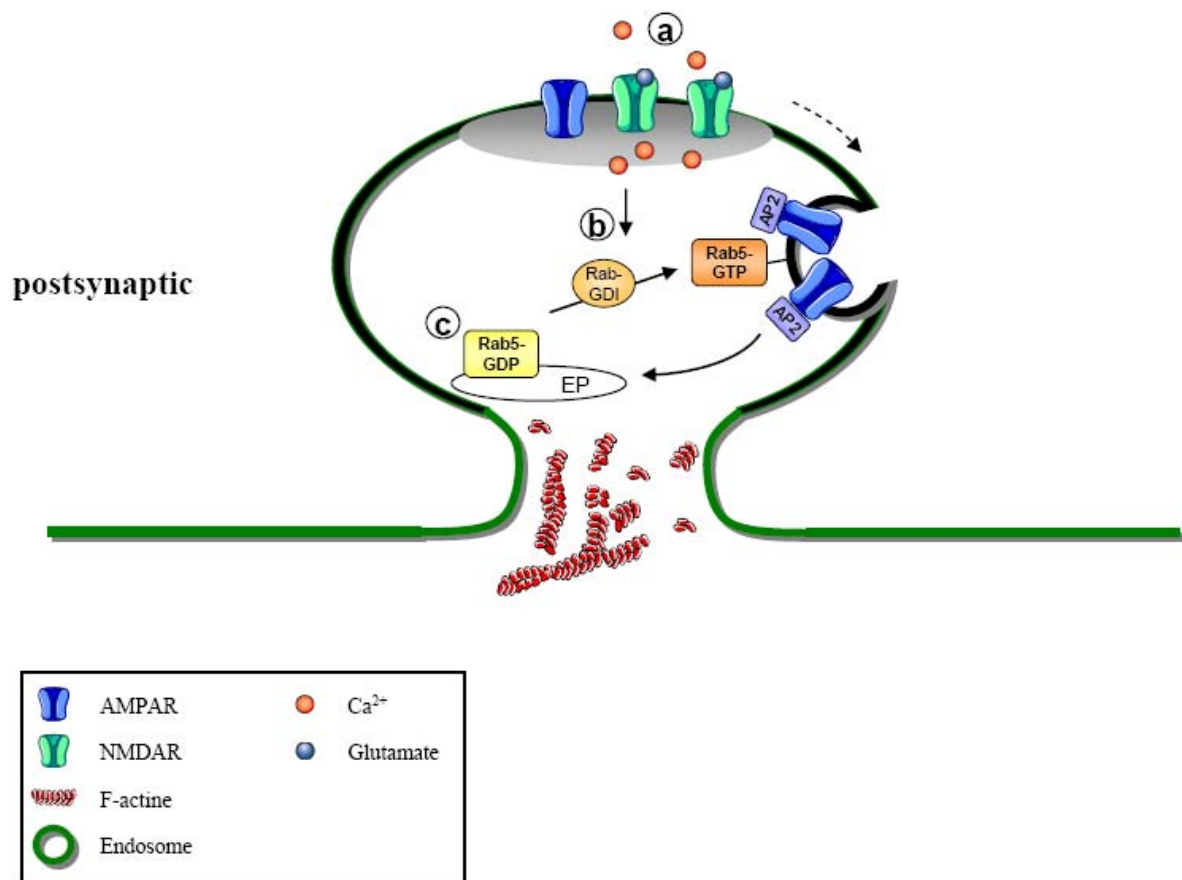 a
AP2
b
Rab-
GDI
Rab5-
GTP
postsynaptic
AP2
c
Rab5-
GDP
EP
AMPAR
Ca²⁺
NMDAR
Glutamate
F-actine
Endosome